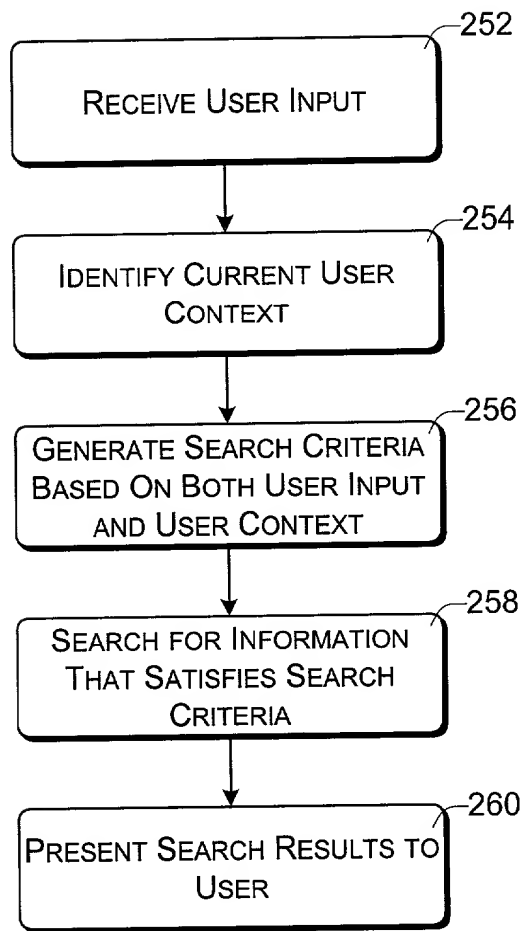 252
RECEIVE USER INPUT
254
IDENTIFY CURRENT USER
CONTEXT
256
GENERATE SEARCH CRITERIA
BASED ON BOTH USER INPUT
AND USER CONTEXT
258
SEARCH FOR INFORMATION
THAT SATISFIES SEARCH
CRITERIA
260
PRESENT SEARCH RESULTS TO
USER